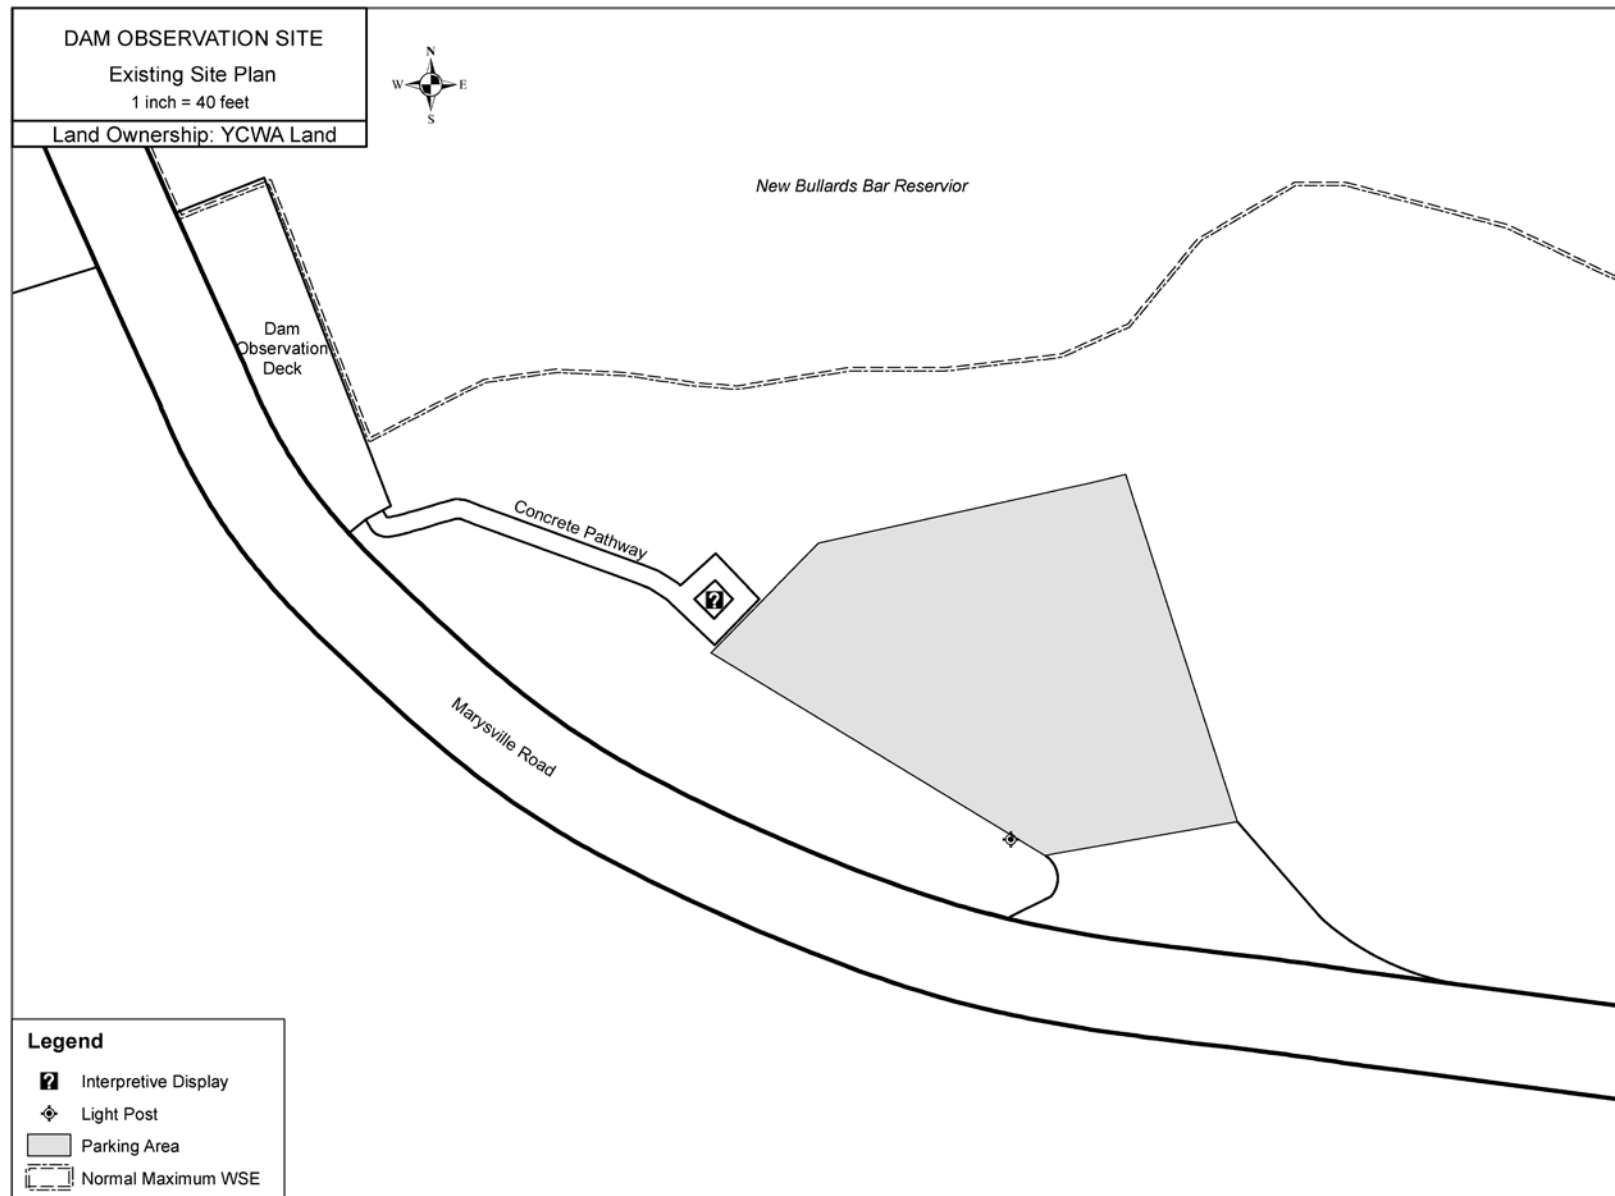 DAM OBSERVATION SITE
Existing Site Plan
1 inch = 40 feet
Land Ownership: YCWA Land
N
W
E
S
New Bullards Bar Reservior
Dam
Observation
Deck
Concrete Pathway
?
Marysville Road
Legend
? Interpretive Display
Light Post
Parking Area
Normal Maximum WSE